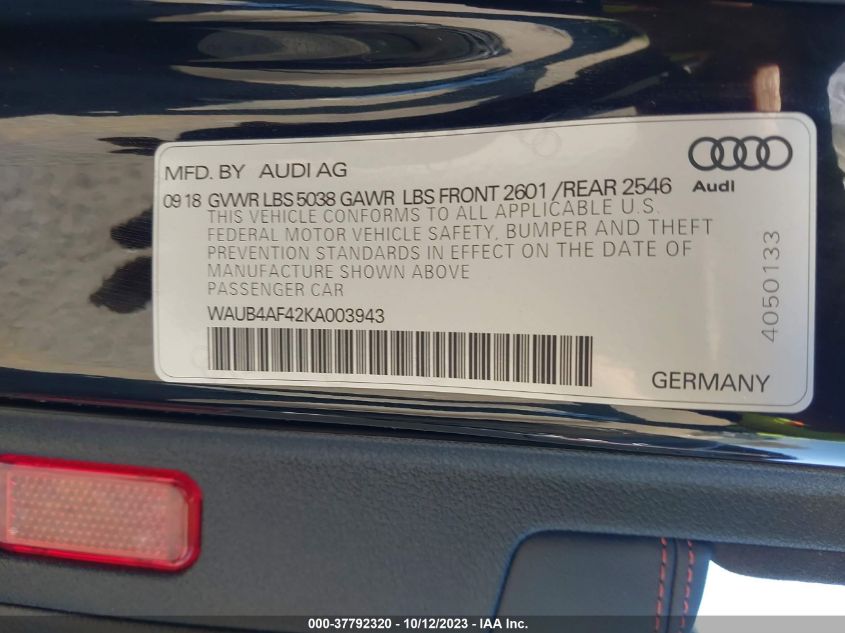 MFD. BY AUDI AG
Audi
09 18 GVWR LBS 5038 GAWR LBS FRONT 2601 /REAR 2546
THIS VEHICLE CONFORMS TO ALL APPLICABLE U.S.
FEDERAL MOTOR VEHICLE SAFETY, BUMPER AND THEFT
PREVENTION STANDARDS IN EFFECT ON THE DATE OF
MANUFACTURE SHOWN ABOVE
PASSENGER CAR
WAUB4AF42KA003943
4050133
GERMANY
000-37792320 - 10/12/2023 - IAA Inc.